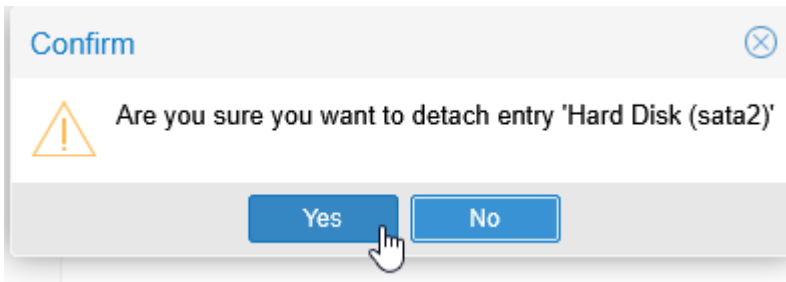 Confirm
Are you sure you want to detach entry 'Hard Disk (sata2)'
Yes
No